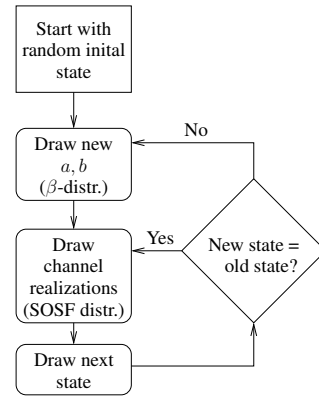 Start with
random inital
state
Draw new
a, b
(β-distr.)
No
Draw
channel
realizations
(SOSF distr.)
Yes
New state =
old state?
Draw next
state